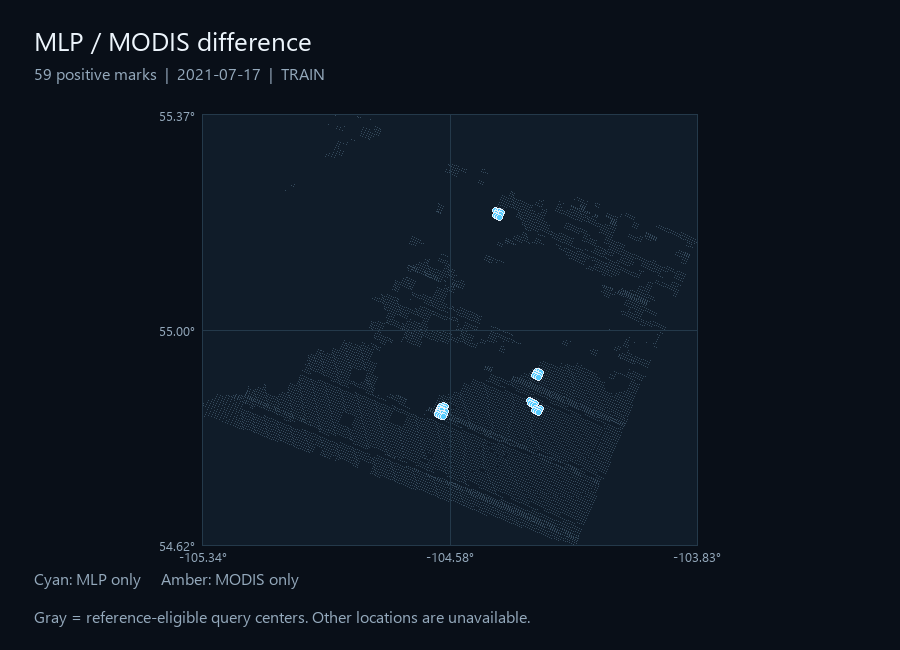 MLP / MODIS difference
59 positive marks | 2021-07-17 | TRAIN
55.37°
55.00°
54.62°
-105.34° -104.58° -103.83°
Cyan: MLP only Amber: MODIS only
Gray = reference-eligible query centers. Other locations are unavailable.